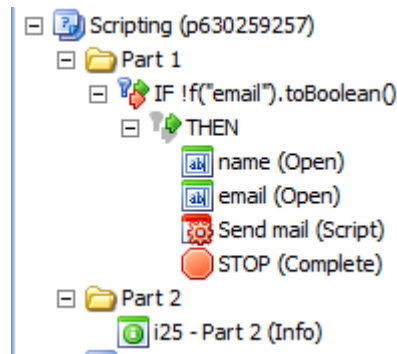 Scripting (p630259257)
Part 1
IF !f("email").toBoolean()
THEN
name (Open)
email (Open)
Send mail (Script)
STOP (Complete)
Part 2
i25 - Part 2 (Info)